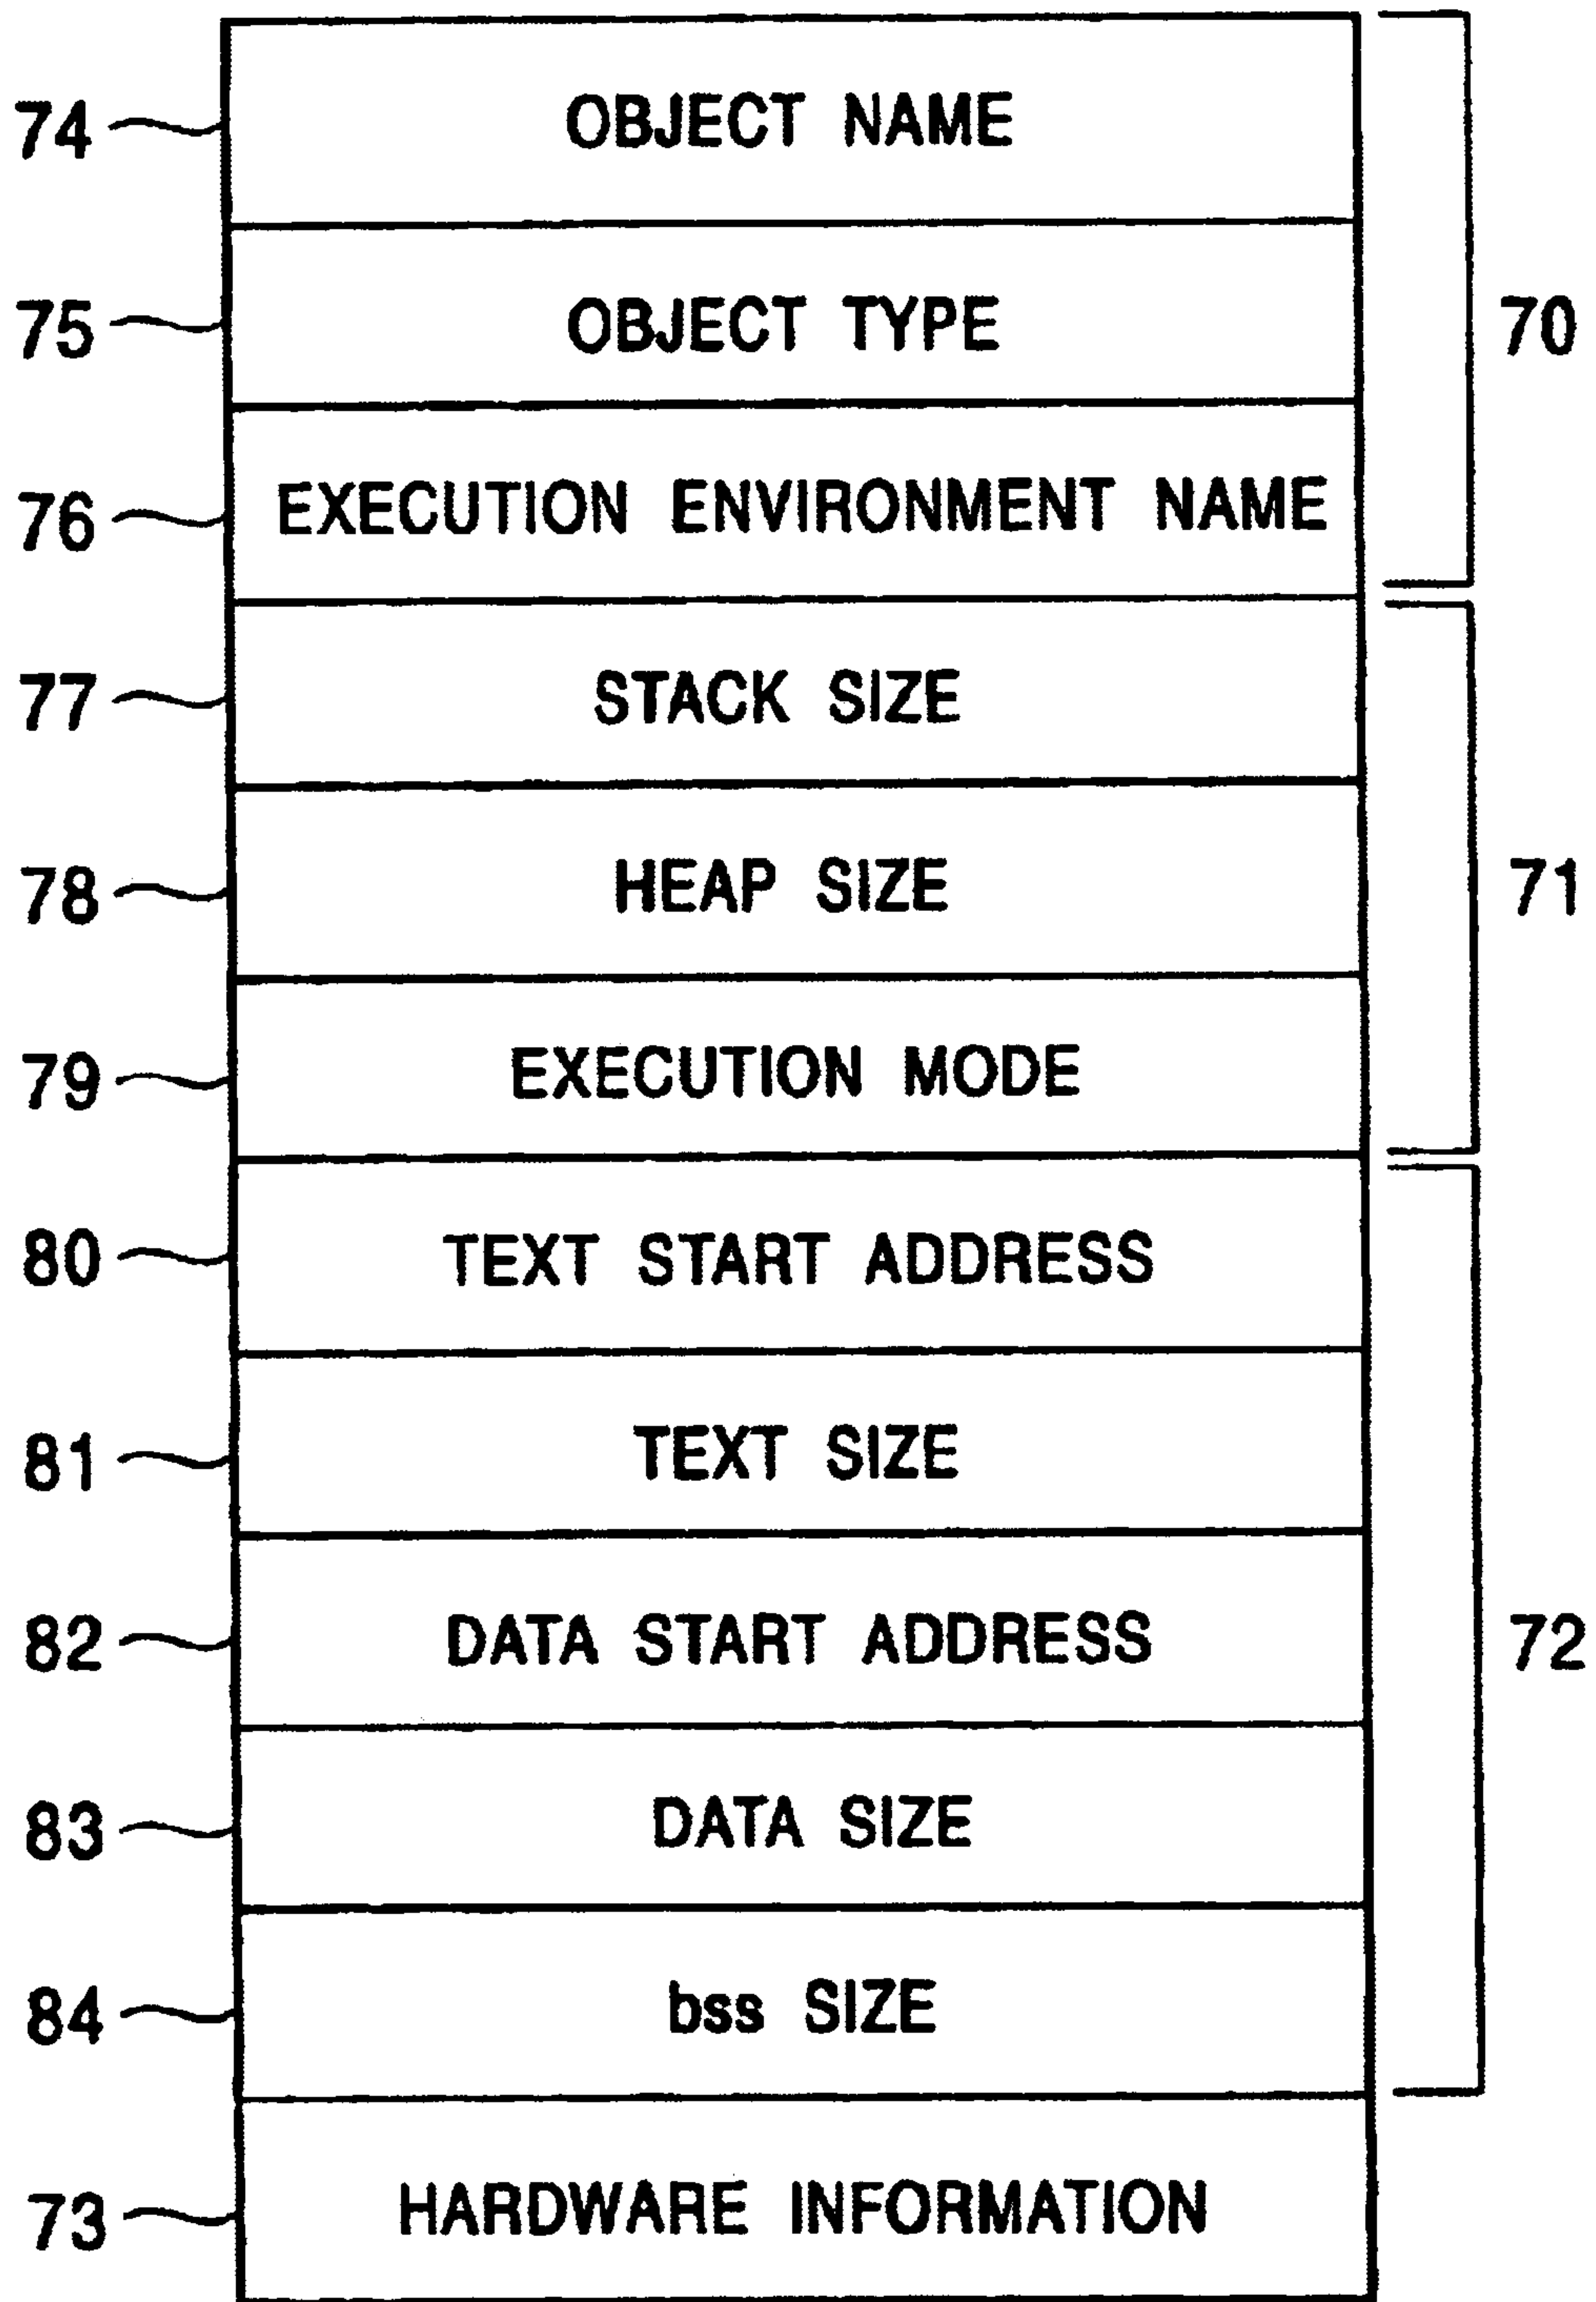 74 OBJECT NAME
75 OBJECT TYPE 70
76 EXECUTION ENVIRONMENT NAME
77 STACK SIZE
78 HEAP SIZE 71
79 EXECUTION MODE
80 TEXT START ADDRESS
81 TEXT SIZE
82 DATA START ADDRESS 72
83 DATA SIZE
84 bss SIZE
73 HARDWARE INFORMATION